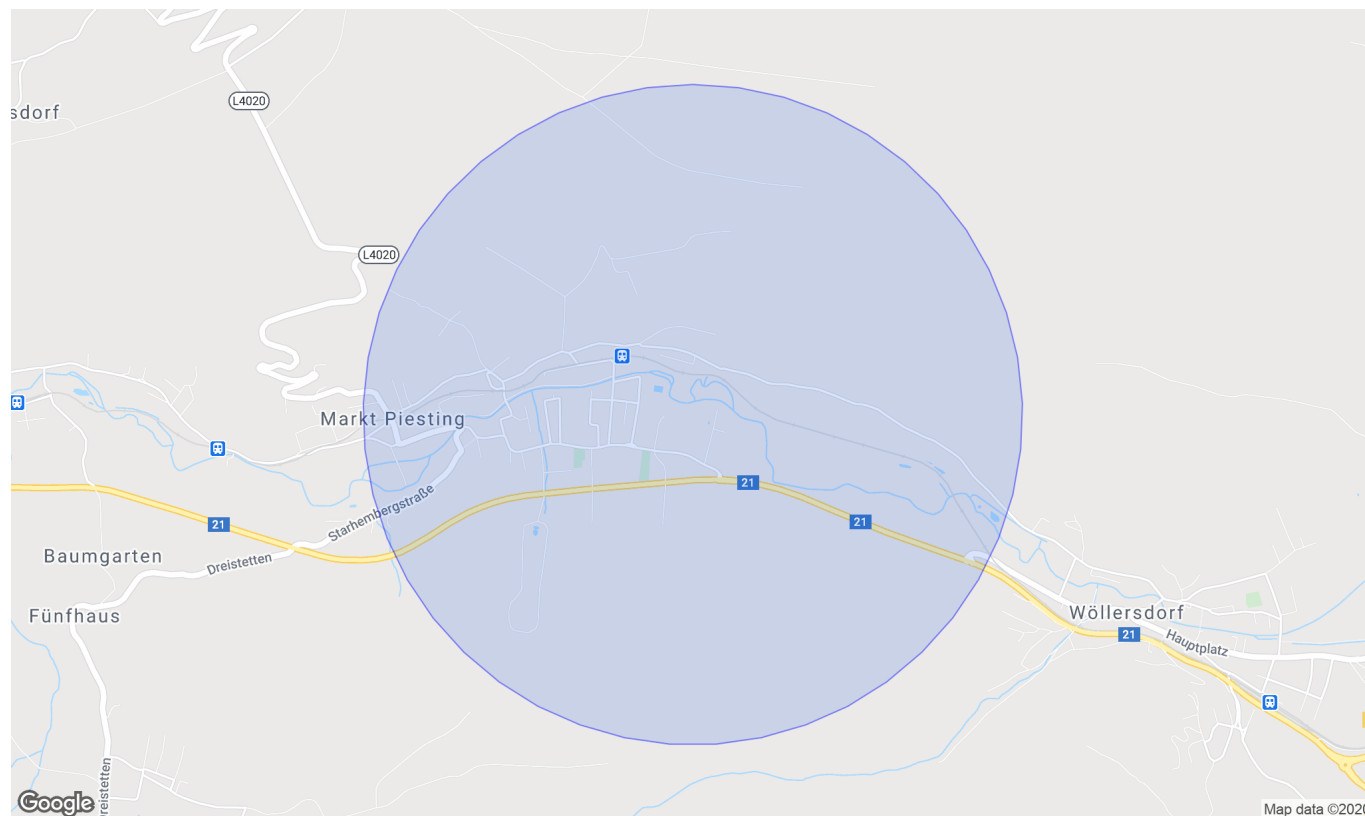 L4020
sdorf
L4020
Markt Piesting
21
21
Starhembergstraße
21
Baumgarten
Dreistetten
Fünfhaus
Wöllersdorf
21
Hauptplatz
reistetten
Google
Map data ©2020